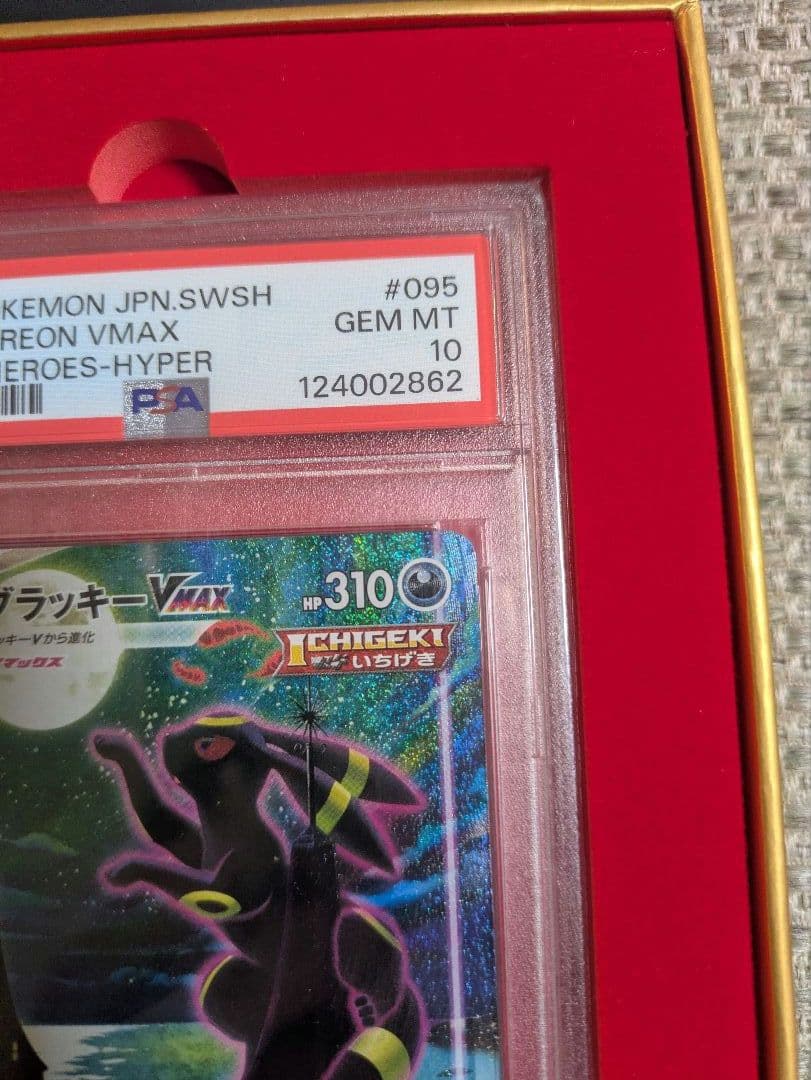 OKEMON JPN.SWSH
#095
REON VMAX
GEM MT
HEROES-HYPER
10
PSA
124002862
ブラッキーVMAX
HP310
ッキーVから進化
マックス
ICHIGEKI
いちげき